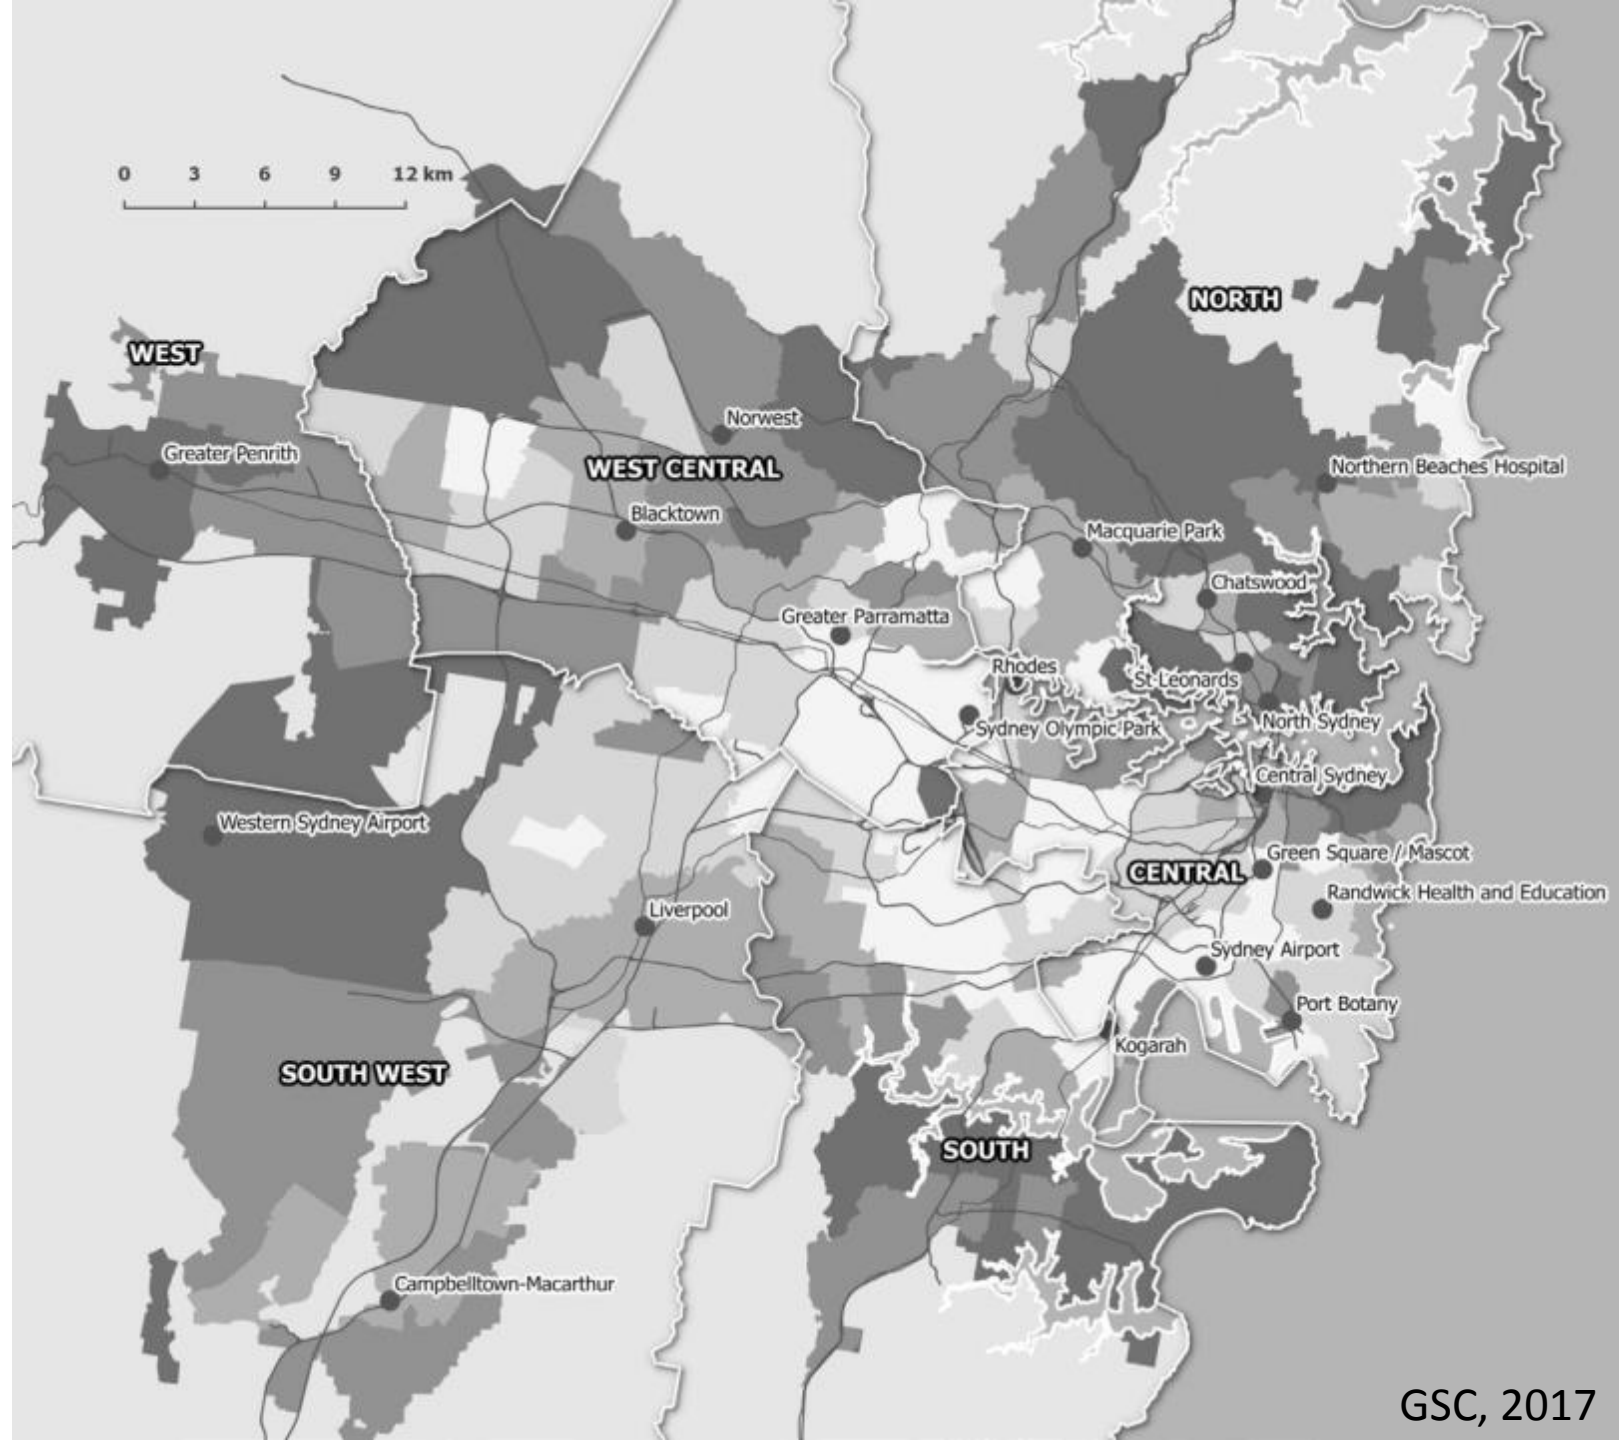 0 3 6 9 12 km
NORTH
WEST
Norwest
Greater Penrith
WEST CENTRAL
Northern Beaches Hospital
Blacktown
Macquarie Park
Chatswood
Greater Parramatta
Rhodes
St Leonards
North Sydney
Sydney Olympic Park
Central Sydney
Western Sydney Airport
Green Square / Mascot
CENTRAL
Randwick Health and Education
Liverpool
Sydney Airport
Port Botany
Kogarah
SOUTH WEST
SOUTH
Campbelltown-Macarthur
GSC, 2017